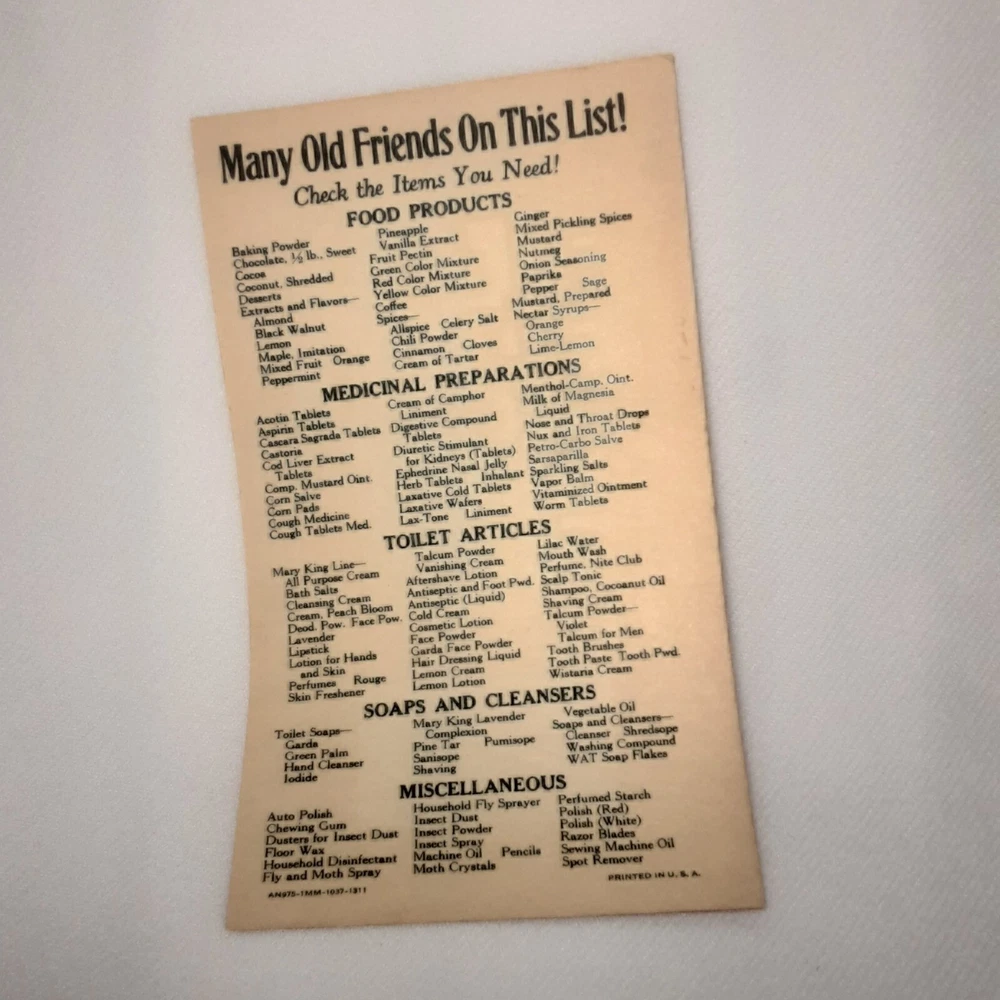 Many Old Friends On This List!
Check the Items You Need!
FOOD PRODUCTS
Baking Powder
Chocolate, ½ lb., Sweet
Cocoa
Coconut, Shredded
Desserts
Extracts and Flavors—
Almond
Black Walnut
Lemon
Maple, Imitation
Mixed Fruit Orange
Peppermint
Pineapple
Vanilla Extract
Fruit Pectin
Green Color Mixture
Red Color Mixture
Yellow Color Mixture
Coffee
Spices—
Allspice Celery Salt
Chili Powder
Cinnamon Cloves
Cream of Tartar
Ginger
Mixed Pickling Spices
Mustard
Nutmeg
Onion Seasoning
Paprika
Pepper Sage
Mustard, Prepared
Nectar Syrups—
Orange
Cherry
Lime-Lemon
MEDICINAL PREPARATIONS
Acotin Tablets
Aspirin Tablets
Cascara Sagrada Tablets
Castoria
Cod Liver Extract
Tablets
Comp. Mustard Oint.
Corn Salve
Corn Pads
Cough Medicine
Cough Tablets Med.
Cream of Camphor
Liniment
Digestive Compound
Tablets
Diuretic Stimulant
for Kidneys (Tablets)
Ephedrine Nasal Jelly
Herb Tablets Inhalant
Laxative Cold Tablets
Laxative Wafers
Lax-Tone Liniment
Menthol-Camp. Oint.
Milk of Magnesia
Liquid
Nose and Throat Drops
Nux and Iron Tablets
Petro-Carbo Salve
Sarsaparilla
Sparkling Salts
Vapor Balm
Vitaminized Ointment
Worm Tablets
TOILET ARTICLES
Mary King Line—
All Purpose Cream
Bath Salts
Cleansing Cream
Cream, Peach Bloom
Deod. Pow. Face Pow.
Lavender
Lipstick
Lotion for Hands
and Skin
Perfumes Rouge
Skin Freshener
Talcum Powder
Vanishing Cream
Aftershave Lotion
Antiseptic and Foot Pwd.
Antiseptic (Liquid)
Cold Cream
Cosmetic Lotion
Face Powder
Garda Face Powder
Hair Dressing Liquid
Lemon Cream
Lemon Lotion
Lilac Water
Mouth Wash
Perfume, Nite Club
Scalp Tonic
Shampoo, Cocoanut Oil
Shaving Cream
Talcum Powder—
Violet
Talcum for Men
Tooth Brushes
Tooth Paste Tooth Pwd.
Wistaria Cream
SOAPS AND CLEANSERS
Toilet Soaps—
Garda
Green Palm
Hand Cleanser
Iodide
Mary King Lavender
Complexion
Pine Tar Pumisope
Sanisope
Shaving
Vegetable Oil
Soaps and Cleansers—
Cleanser Shredsope
Washing Compound
WAT Soap Flakes
MISCELLANEOUS
Auto Polish
Chewing Gum
Dusters for Insect Dust
Floor Wax
Household Disinfectant
Fly and Moth Spray
Household Fly Sprayer
Insect Dust
Insect Powder
Insect Spray
Machine Oil Pencils
Moth Crystals
Perfumed Starch
Polish (Red)
Polish (White)
Razor Blades
Sewing Machine Oil
Spot Remover
AN975-1MM-1037-1311
PRINTED IN U. S. A.